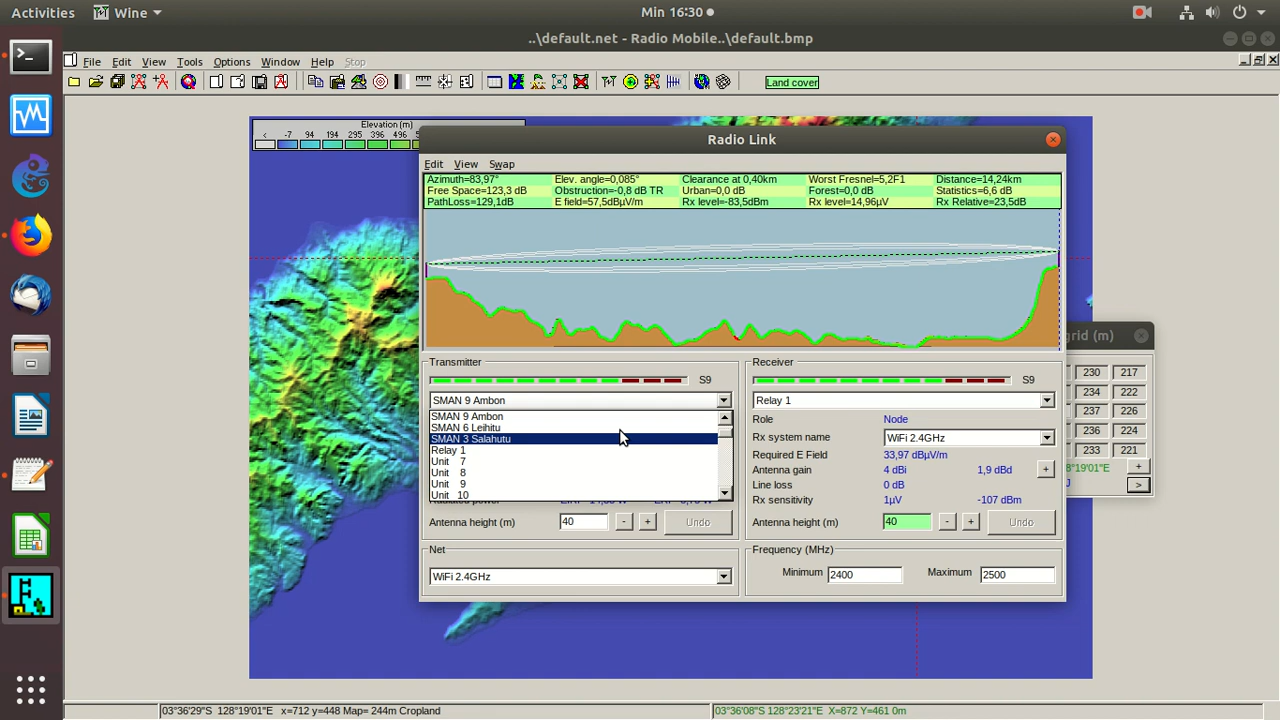 Activities Wine Min 16:30
..\default.net - Radio Mobile..\default.bmp
File Edit View Tools Options Window Help Stop
Land cover
Elevation (m)
< -7 94 194 295 396 496
Radio Link
Edit View Swap
Azimuth=83,97° Elev. angle=0,085° Clearance at 0,40km Worst Fresnel=5,2F1 Distance=14,24km
Free Space=123,3 dB Obstruction=-0,8 dB TR Urban=0,0 dB Forest=0,0 dB Statistics=6,6 dB
PathLoss=129,1dB E field=57,5dBµV/m Rx level=-83,5dBm Rx level=14,96µV Rx Relative=23,5dB
grid (m)
230 217
234 222
237 226
236 224
233 221
8°19'01"E +
>
Transmitter
S9
SMAN 9 Ambon
SMAN 9 Ambon
SMAN 6 Leihitu
SMAN 3 Salahutu
Relay 1
Unit 7
Unit 8
Unit 9
Unit 10
Antenna height (m) 40 - + Undo
Net
WiFi 2.4GHz
Receiver
S9
Relay 1
Role Node
Rx system name WiFi 2.4GHz
Required E Field 33,97 dBµV/m
Antenna gain 4 dBi 1,9 dBd +
Line loss 0 dB
Rx sensitivity 1µV -107 dBm
Antenna height (m) 40 - + Undo
Frequency (MHz)
Minimum 2400 Maximum 2500
03°36'29"S 128°19'01"E x=712 y=448 Map= 244m Cropland
03°36'08"S 128°23'21"E X=872 Y=461 0m